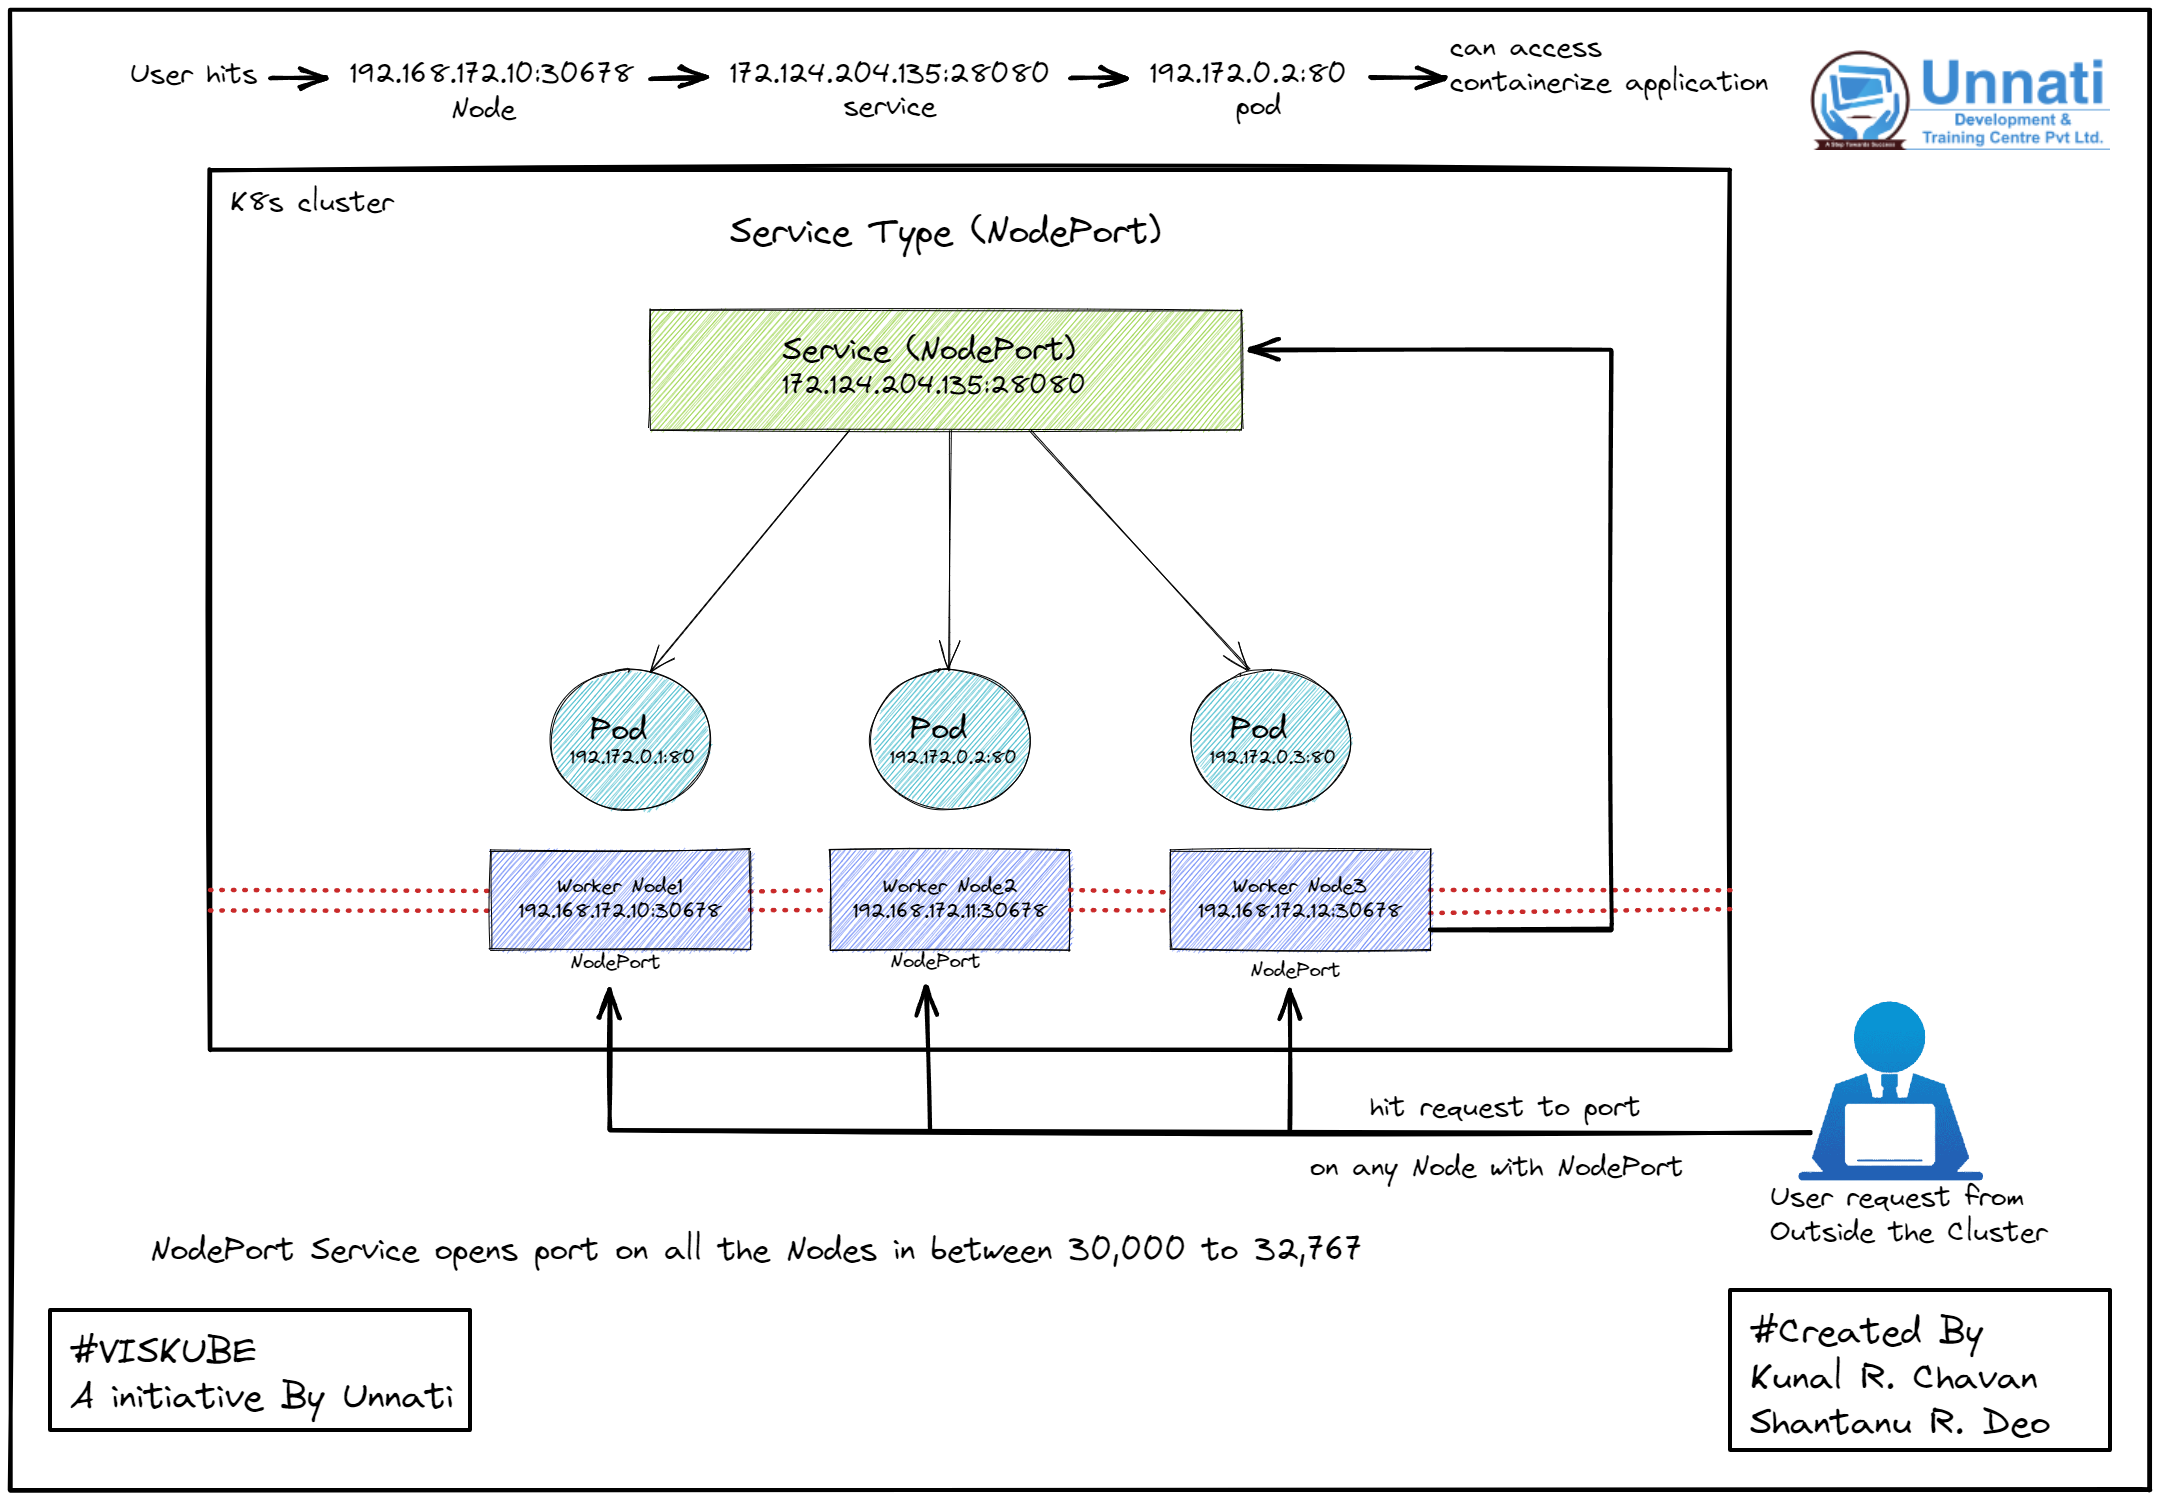 User hits
192.168.172.10:30678
Node
172.124.204.135:28080
service
192.172.0.2:80
pod
can access
containerize application
Unnati
Development &
Training Centre Pvt Ltd.
A Step Towards Success
K8s cluster
Service Type (NodePort)
Service (NodePort)
172.124.204.135:28080
Pod
192.172.0.1:80
Pod
192.172.0.2:80
Pod
192.172.0.3:80
Worker Node1
192.168.172.10:30678
NodePort
Worker Node2
192.168.172.11:30678
NodePort
Worker Node3
192.168.172.12:30678
NodePort
hit request to port
on any Node with NodePort
User request from
Outside the Cluster
NodePort Service opens port on all the Nodes in between 30,000 to 32,767
#VISKUBE
A initiative By Unnati
#Created By
Kunal R. Chavan
Shantanu R. Deo